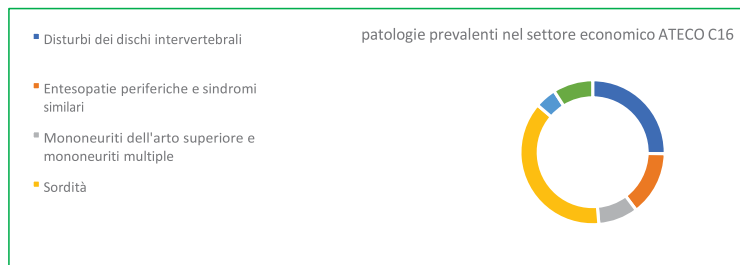 patologie prevalenti nel settore economico ATECO C16
Disturbi dei dischi intervertebrali
Entesopatie periferiche e sindromi
similari
Mononeuriti dell'arto superiore e
mononeuriti multiple
Sordità